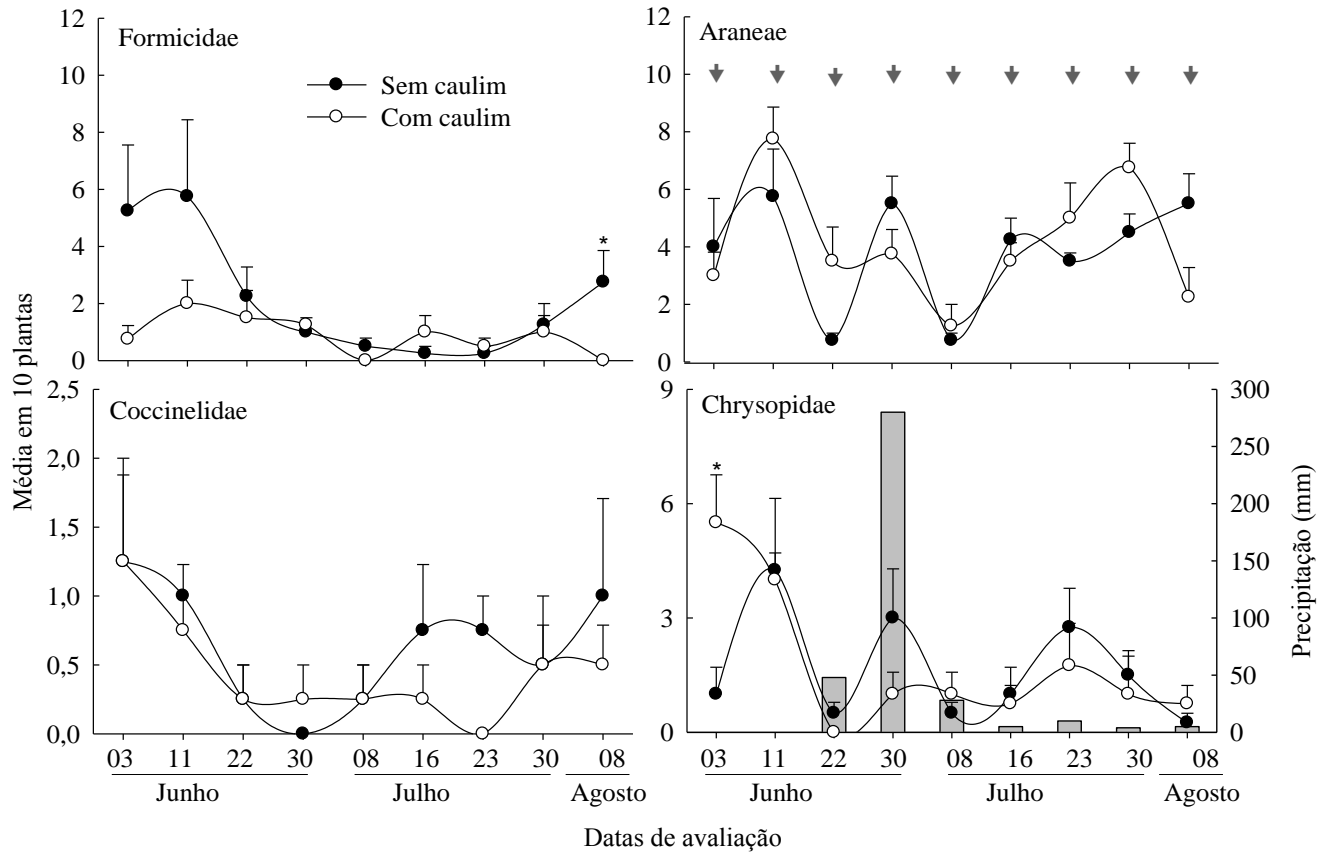 Formicidae
Sem caulim
Com caulim
12
10
8
6
4
2
0
*
Araneae
12
10
8
6
4
2
0
Média em 10 plantas
Coccinelidae
2,5
2,0
1,5
1,0
0,5
0,0
03 11 22 30 08 16 23 30 08
Junho Julho Agosto
Chrysopidae
9
6
3
0
*
300
250
200
150
100
50
0
Precipitação (mm)
03 11 22 30 08 16 23 30 08
Junho Julho Agosto
Datas de avaliação